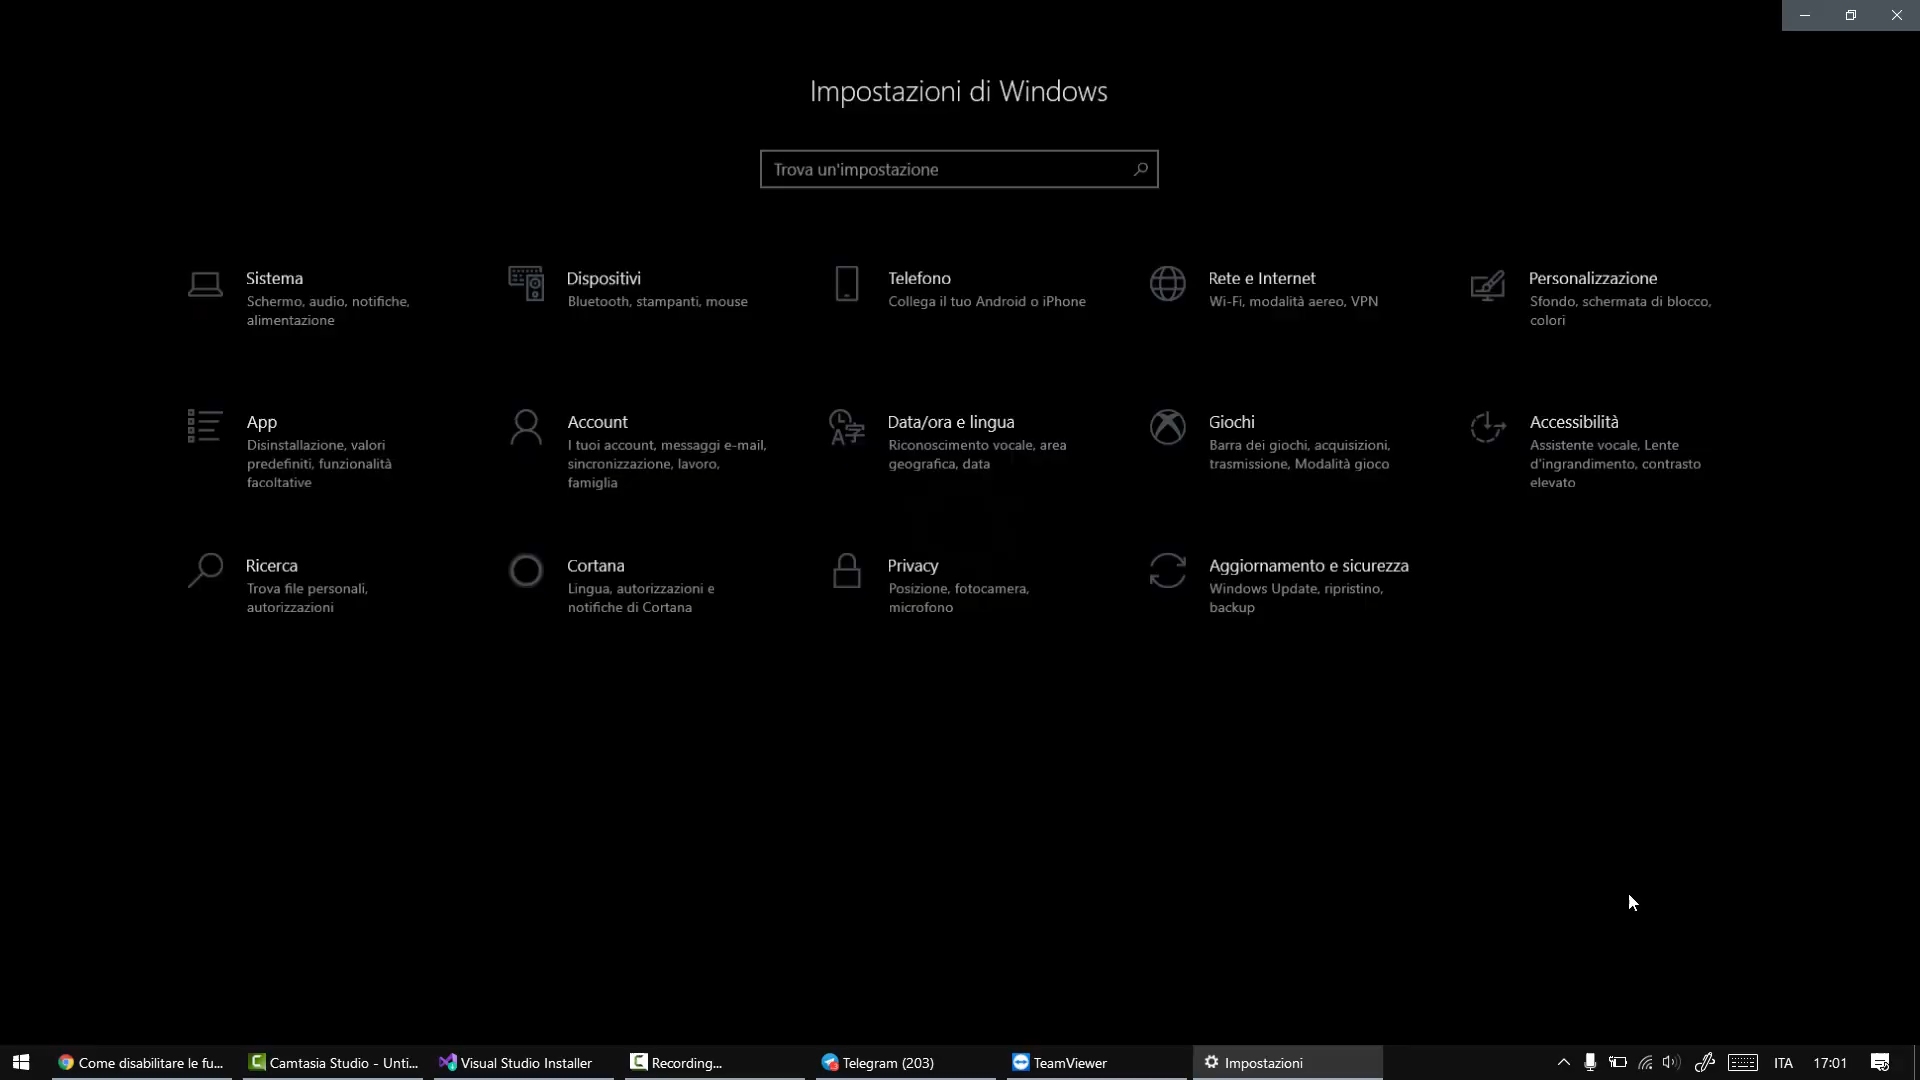 Impostazioni di Windows
Trova un'impostazione
Sistema
Schermo, audio, notifiche,
alimentazione
Dispositivi
Bluetooth, stampanti, mouse
Telefono
Collega il tuo Android o iPhone
Rete e Internet
Wi-Fi, modalità aereo, VPN
Personalizzazione
Sfondo, schermata di blocco,
colori
App
Disinstallazione, valori
predefiniti, funzionalità
facoltative
Account
I tuoi account, messaggi e-mail,
sincronizzazione, lavoro,
famiglia
Data/ora e lingua
Riconoscimento vocale, area
geografica, data
Giochi
Barra dei giochi, acquisizioni,
trasmissione, Modalità gioco
Accessibilità
Assistente vocale, Lente
d'ingrandimento, contrasto
elevato
Ricerca
Trova file personali,
autorizzazioni
Cortana
Lingua, autorizzazioni e
notifiche di Cortana
Privacy
Posizione, fotocamera,
microfono
Aggiornamento e sicurezza
Windows Update, ripristino,
backup
Come disabilitare le fu...
Camtasia Studio - Unti...
Visual Studio Installer
Recording...
Telegram (203)
TeamViewer
Impostazioni
ITA
17:01